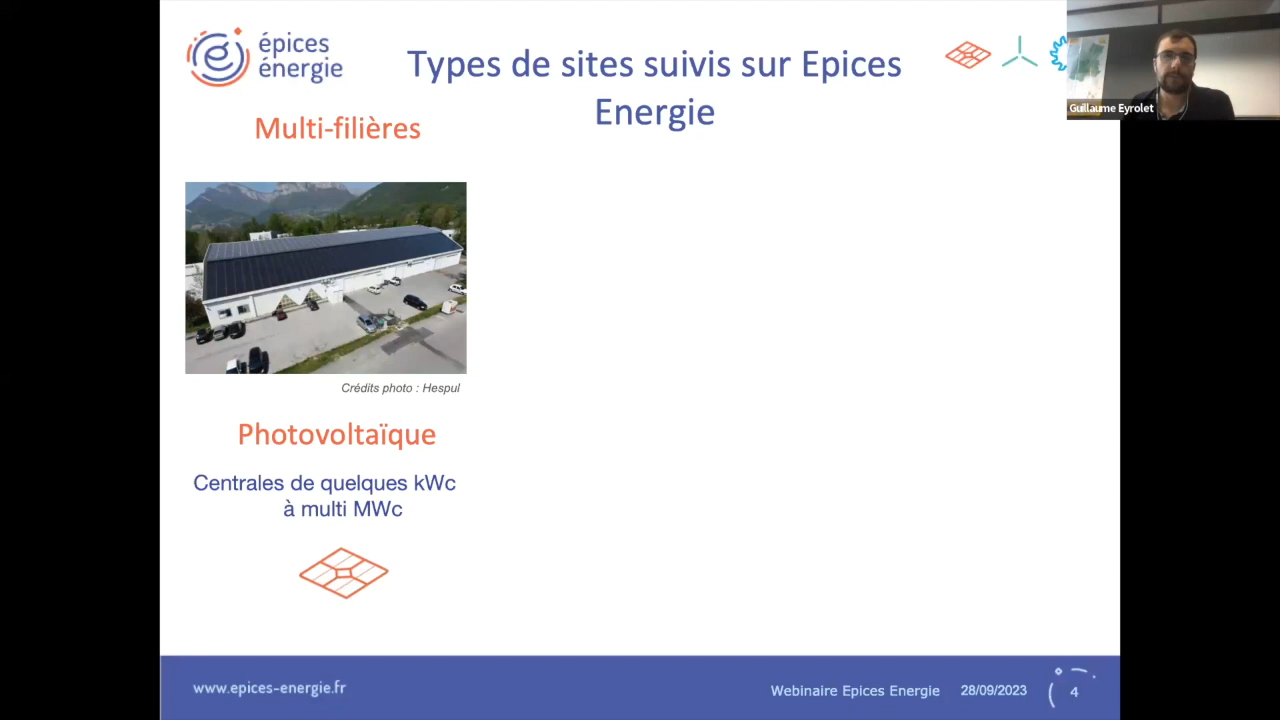 épices
énergie
Types de sites suivis sur Epices
Energie
Guillaume Eyrolet
Multi-filières
Crédits photo : Hespul
Photovoltaïque
Centrales de quelques kWc
à multi MWc
www.epices-energie.fr
Webinaire Epices Energie
28/09/2023
4